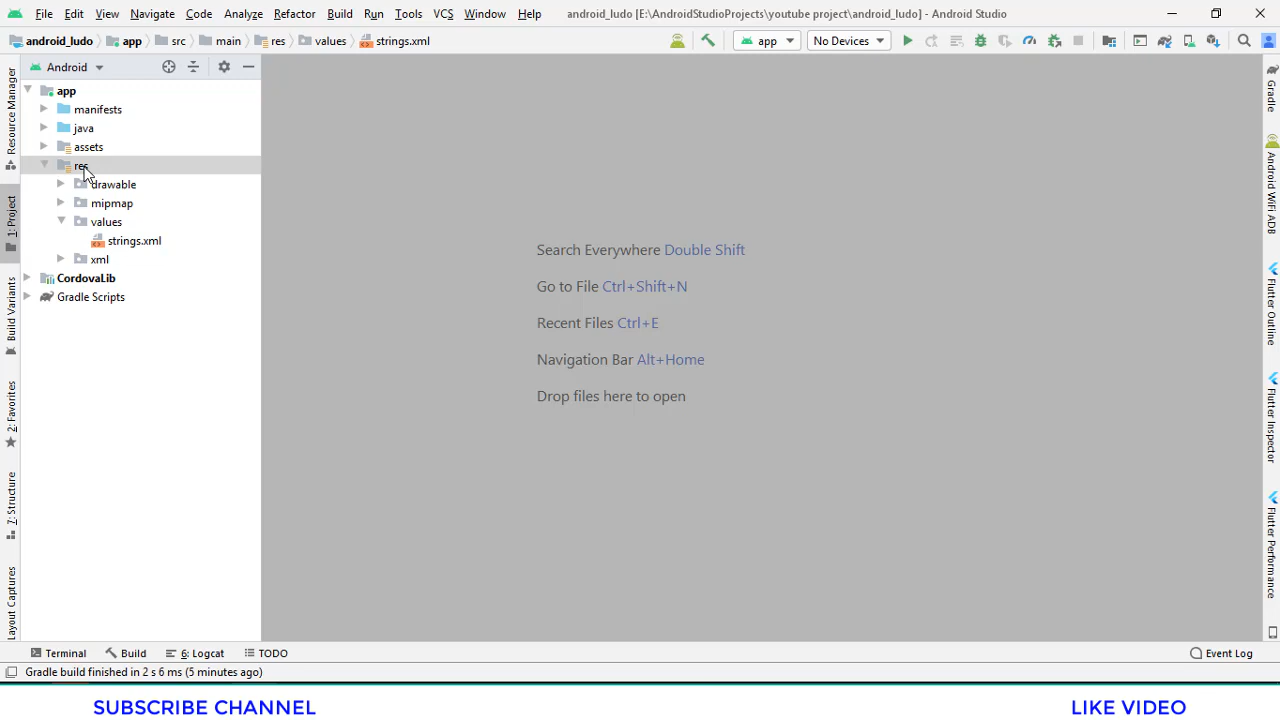 File Edit View Navigate Code Analyze Refactor Build Run Tools VCS Window Help android_ludo [E:\AndroidStudioProjects\youtube project\android_ludo] - Android Studio
android_ludo app src main res values strings.xml app No Devices
Android
app
manifests
java
assets
res
drawable
mipmap
values
strings.xml
xml
CordovaLib
Gradle Scripts
Resource Manager
1: Project
Build Variants
2: Favorites
7: Structure
Layout Captures
Search Everywhere Double Shift
Go to File Ctrl+Shift+N
Recent Files Ctrl+E
Navigation Bar Alt+Home
Drop files here to open
Gradle
Android WiFi ADB
Flutter Outline
Flutter Inspector
Flutter Performance
Terminal Build 6: Logcat TODO Event Log
Gradle build finished in 2 s 6 ms (5 minutes ago)
SUBSCRIBE CHANNEL LIKE VIDEO